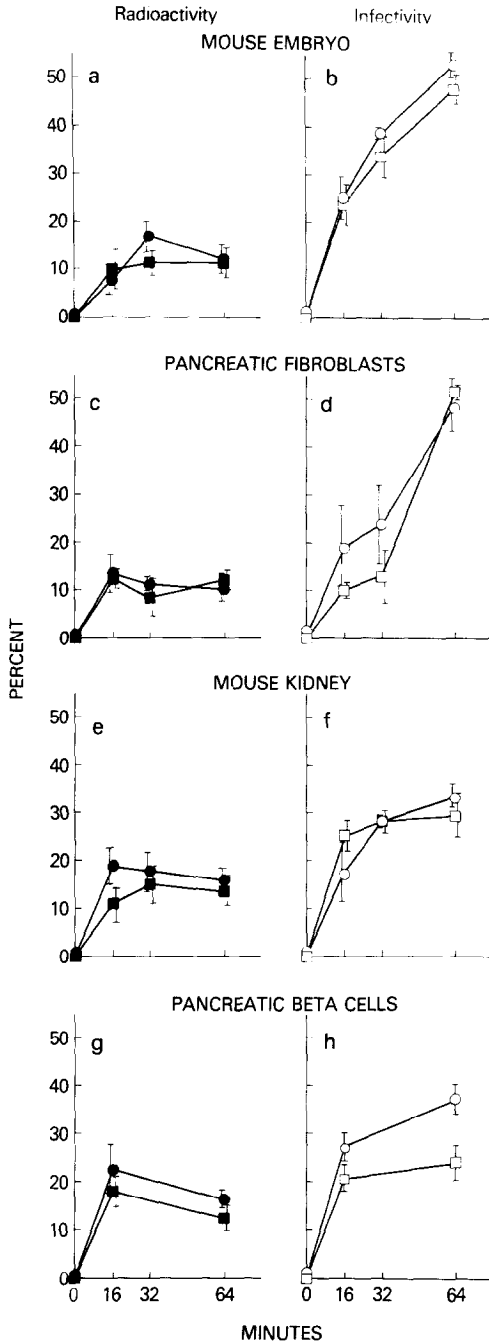 Radioactivity Infectivity
MOUSE EMBRYO
a b
50
40
30
20
10
0
PANCREATIC FIBROBLASTS
c d
50
40
30
20
10
0
PERCENT
MOUSE KIDNEY
e f
50
40
30
20
10
0
PANCREATIC BETA CELLS
g h
50
40
30
20
10
0
0 16 32 64 0 16 32 64
MINUTES